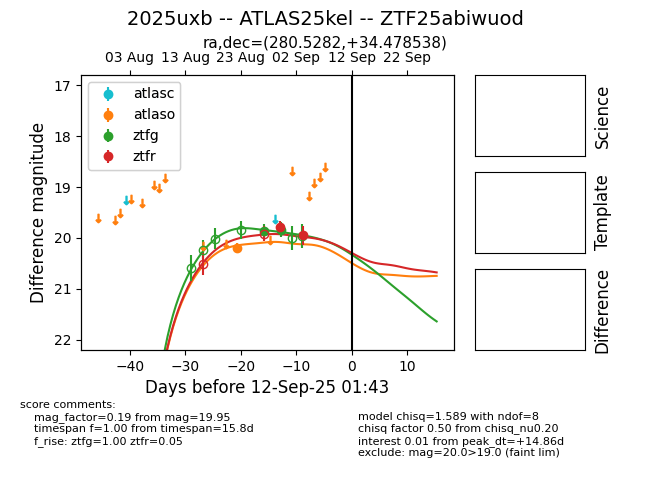 2025uxb -- ATLAS25kel -- ZTF25abiwuod
ra,dec=(280.5282,+34.478538)
03 Aug 13 Aug 23 Aug 02 Sep 12 Sep 22 Sep
17
18
19
20
21
22
Difference magnitude
atlasc
atlaso
ztfg
ztfr
−40 −30 −20 −10 0 10
Days before 12-Sep-25 01:43
Science
Template
Difference
score comments:
mag_factor=0.19 from mag=19.95
timespan f=1.00 from timespan=15.8d
f_rise: ztfg=1.00 ztfr=0.05
model chisq=1.589 with ndof=8
chisq factor 0.50 from chisq_nu0.20
interest 0.01 from peak_dt=+14.86d
exclude: mag=20.0>19.0 (faint lim)